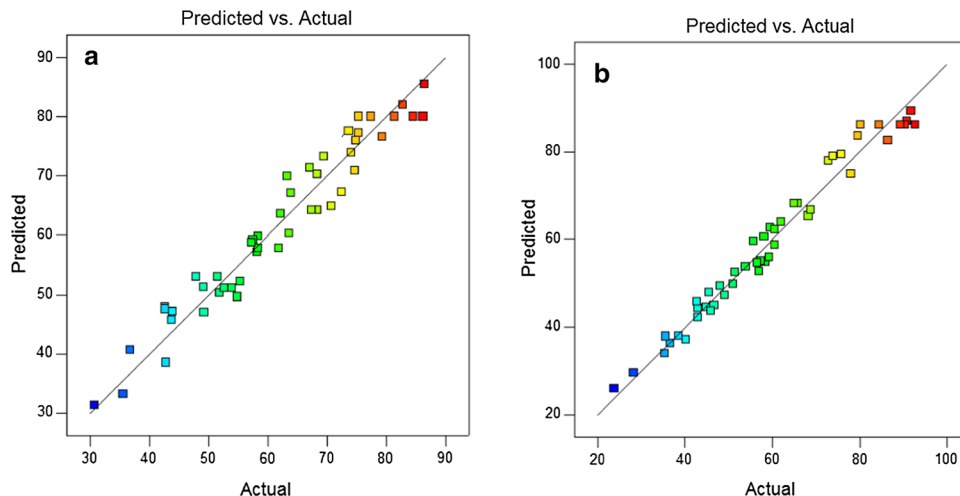 Predicted vs. Actual
a
Predicted
90
80
70
60
50
40
30
30 40 50 60 70 80 90
Actual
Predicted vs. Actual
b
Predicted
100
80
60
40
20
20 40 60 80 100
Actual